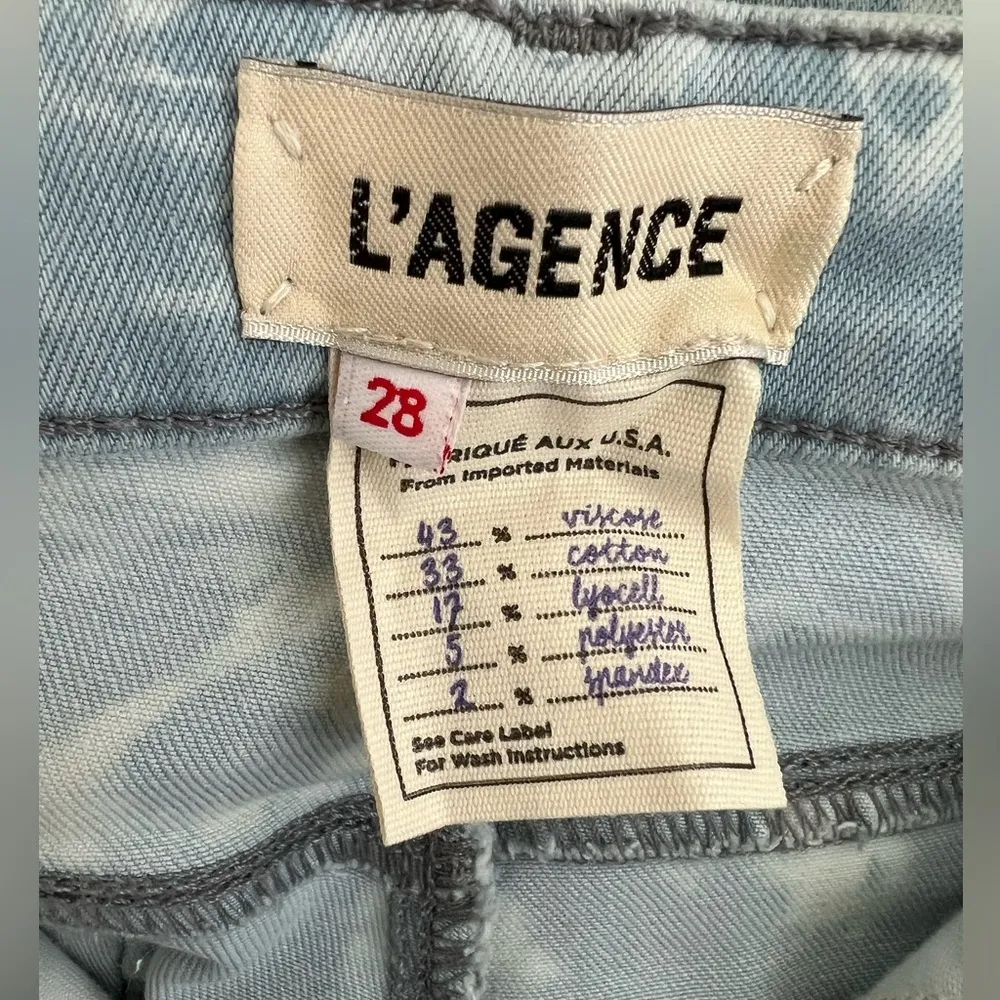 L'AGENCE
28
RIQUÉ AUX U.S.A.
From Imported Materials
43 % viscose
33 % cotton
17 % lyocell
5 % polyester
2 % spandex
See Care Label
For Wash Instructions